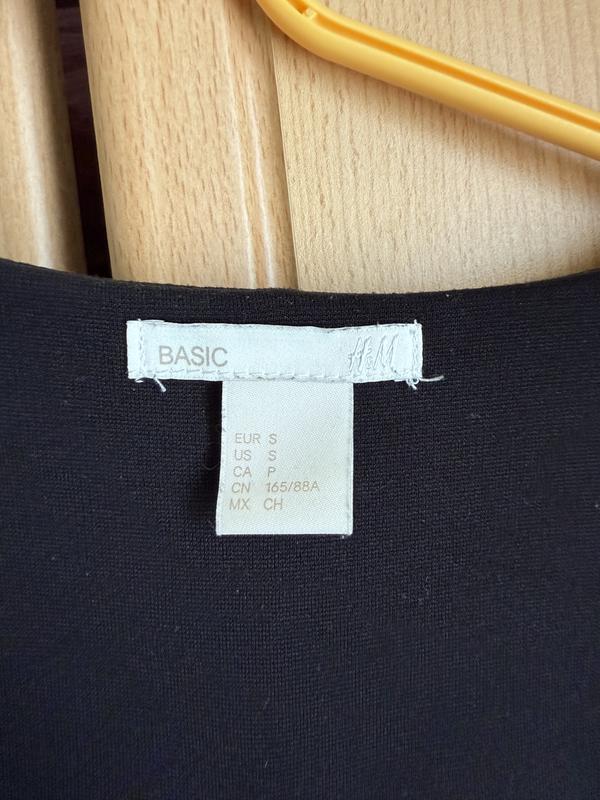 BASIC H&M
EUR S
US S
CA P
CN 165/88A
MX CH